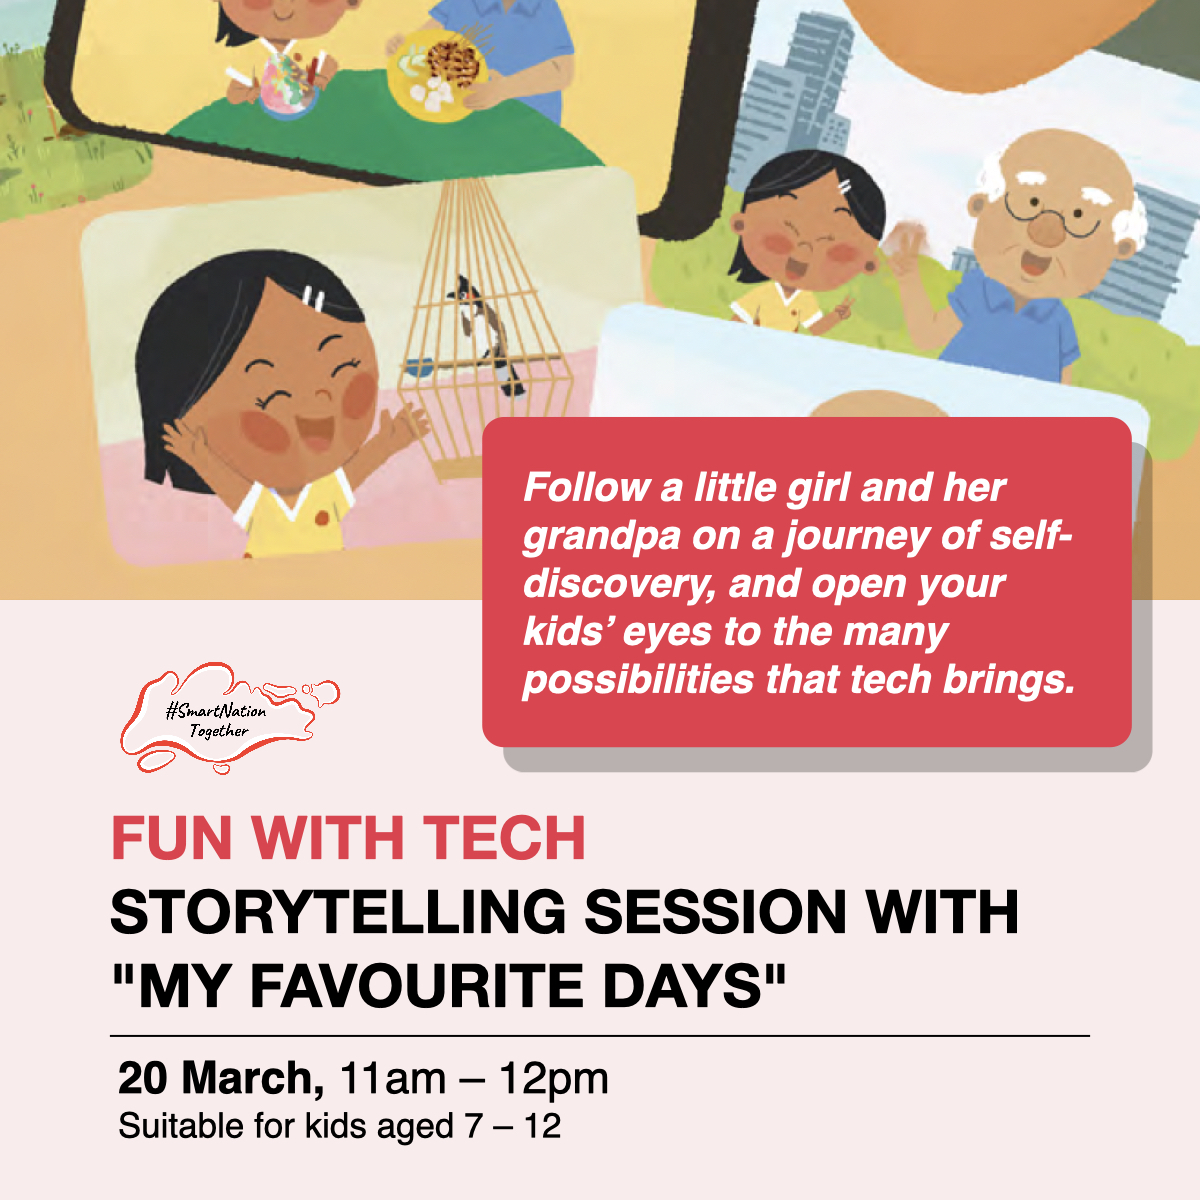 Follow a little girl and her
grandpa on a journey of self-
discovery, and open your
kids’ eyes to the many
possibilities that tech brings.
#SmartNation
Together
FUN WITH TECH
STORYTELLING SESSION WITH
"MY FAVOURITE DAYS"
20 March, 11am – 12pm
Suitable for kids aged 7 – 12